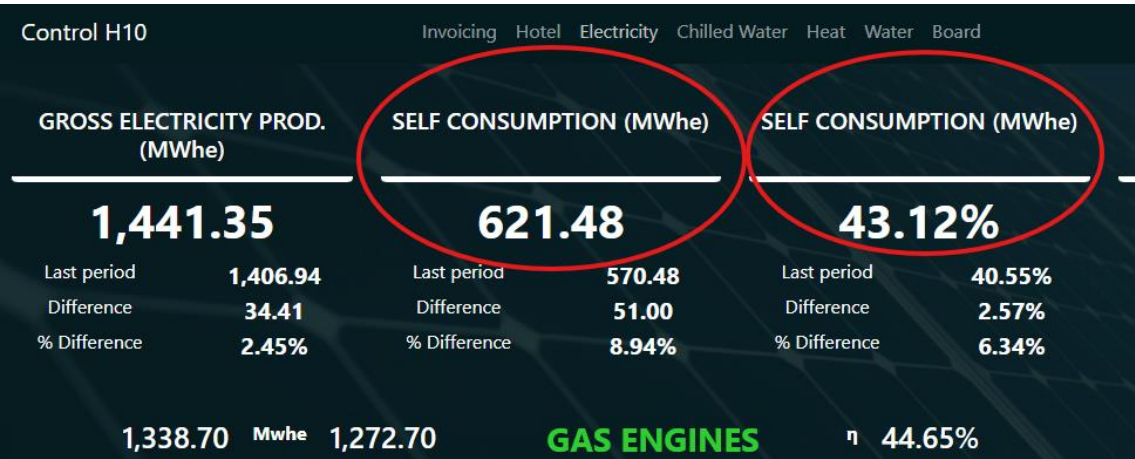 Control H10
Invoicing Hotel Electricity Chilled Water Heat Water Board
GROSS ELECTRICITY PROD.
(MWhe)
1,441.35
Last period 1,406.94
Difference 34.41
% Difference 2.45%
SELF CONSUMPTION (MWhe)
621.48
Last period 570.48
Difference 51.00
% Difference 8.94%
SELF CONSUMPTION (MWhe)
43.12%
Last period 40.55%
Difference 2.57%
% Difference 6.34%
1,338.70 Mwhe 1,272.70 GAS ENGINES η 44.65%